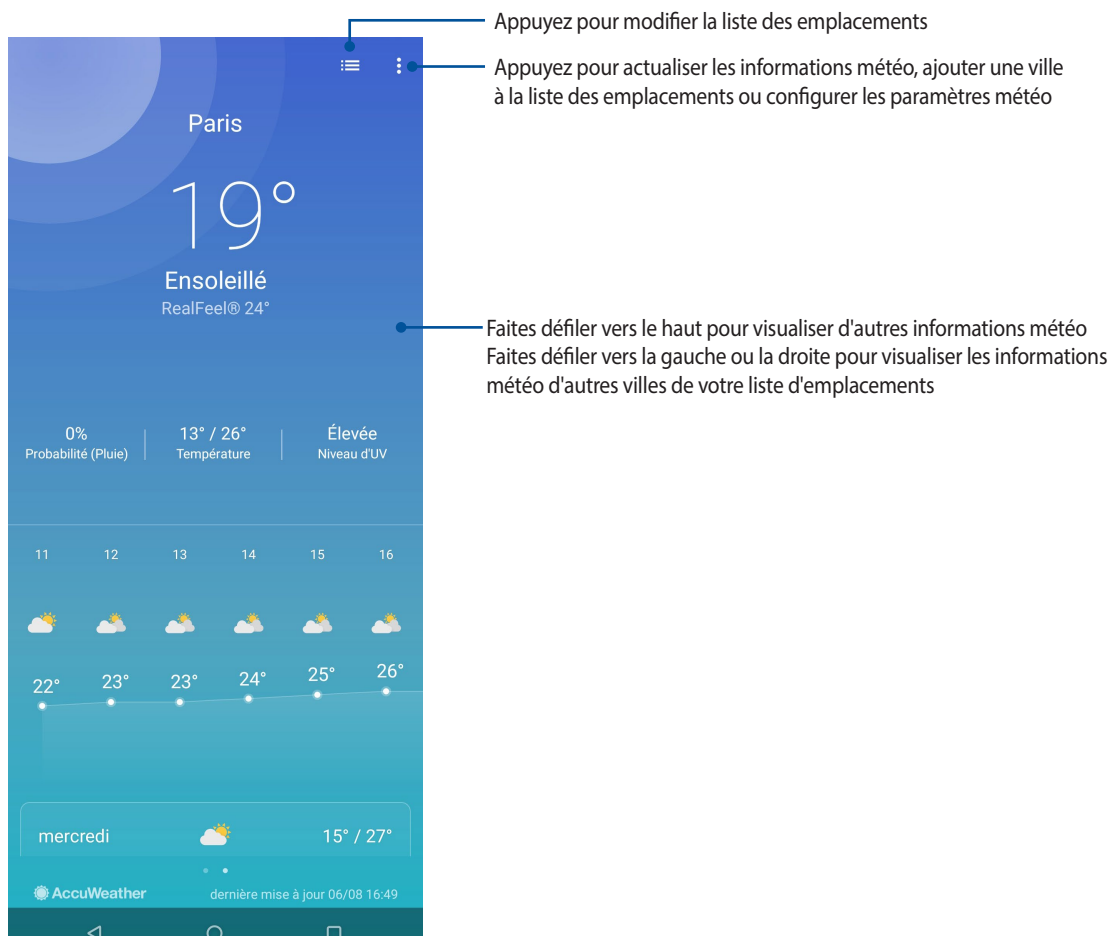 Appuyez pour modifier la liste des emplacements
Appuyez pour actualiser les informations météo, ajouter une ville
à la liste des emplacements ou configurer les paramètres météo
Paris
19°
Ensoleillé
RealFeel® 24°
Faites défiler vers le haut pour visualiser d'autres informations météo
Faites défiler vers la gauche ou la droite pour visualiser les informations
météo d'autres villes de votre liste d'emplacements
0% 13° / 26° Élevée
Probabilité (Pluie) Température Niveau d'UV
11 12 13 14 15 16
22° 23° 23° 24° 25° 26°
mercredi 15° / 27°
AccuWeather dernière mise à jour 06/08 16:49